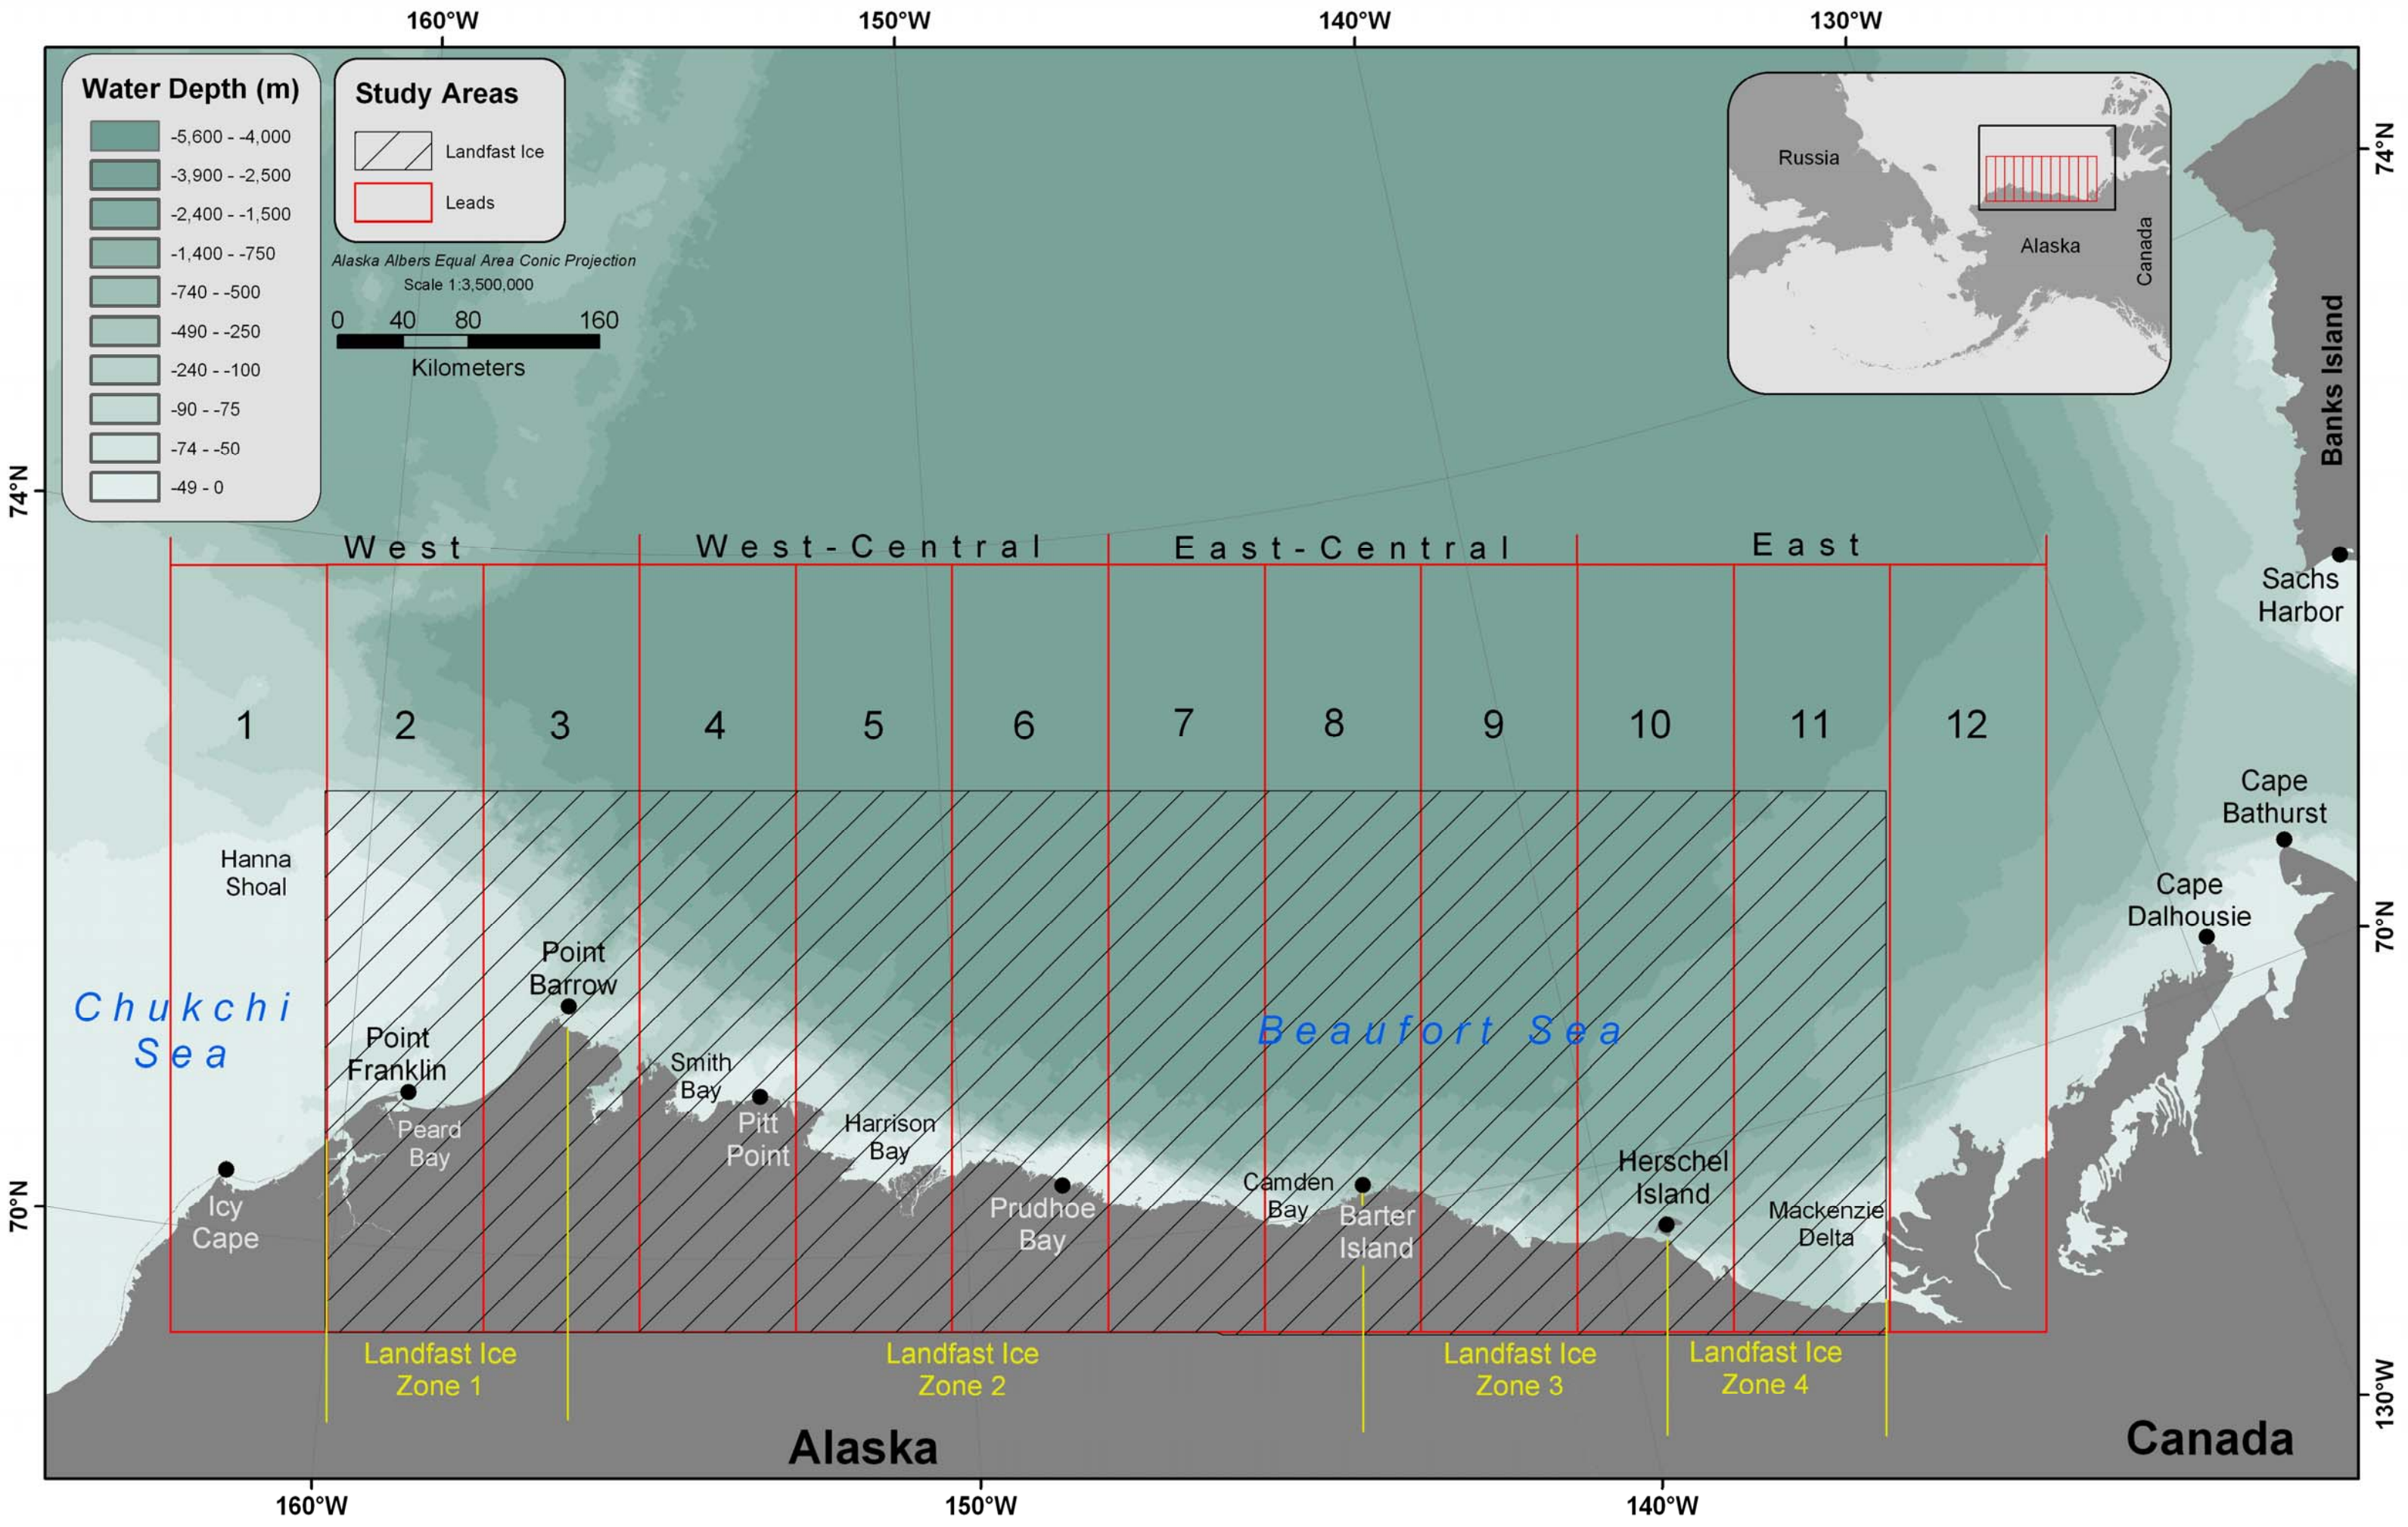 160°W 150°W 140°W 130°W
Water Depth (m)
-5,600 - -4,000
-3,900 - -2,500
-2,400 - -1,500
-1,400 - -750
-740 - -500
-490 - -250
-240 - -100
-90 - -75
-74 - -50
-49 - 0
Study Areas
Landfast Ice
Leads
Alaska Albers Equal Area Conic Projection
Scale 1:3,500,000
0 40 80 160
Kilometers
Russia
Alaska
Canada
74°N
74°N
Banks Island
West West-Central East-Central East
Sachs
Harbor
1 2 3 4 5 6 7 8 9 10 11 12
Cape
Bathurst
Hanna
Shoal
Cape
Dalhousie
70°N
Point
Barrow
Chukchi
Sea
Beaufort Sea
Point
Franklin
Smith
Bay
Peard
Bay
Pitt
Point
Harrison
Bay
Icy
Cape
Prudhoe
Bay
Camden
Bay
Barter
Island
Herschel
Island
Mackenzie
Delta
70°N
Landfast Ice
Zone 1
Landfast Ice
Zone 2
Landfast Ice
Zone 3
Landfast Ice
Zone 4
130°W
Alaska
Canada
160°W 150°W 140°W